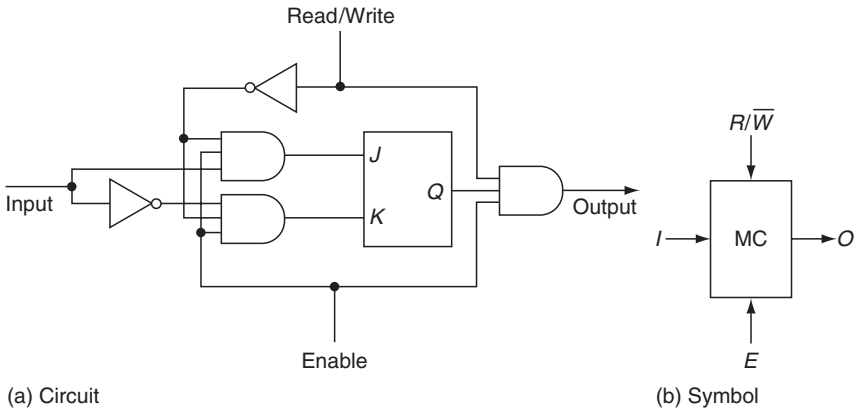 Read/Write
Input
J
K
Q
Output
Enable
(a) Circuit
R/W̅
I
MC
O
E
(b) Symbol